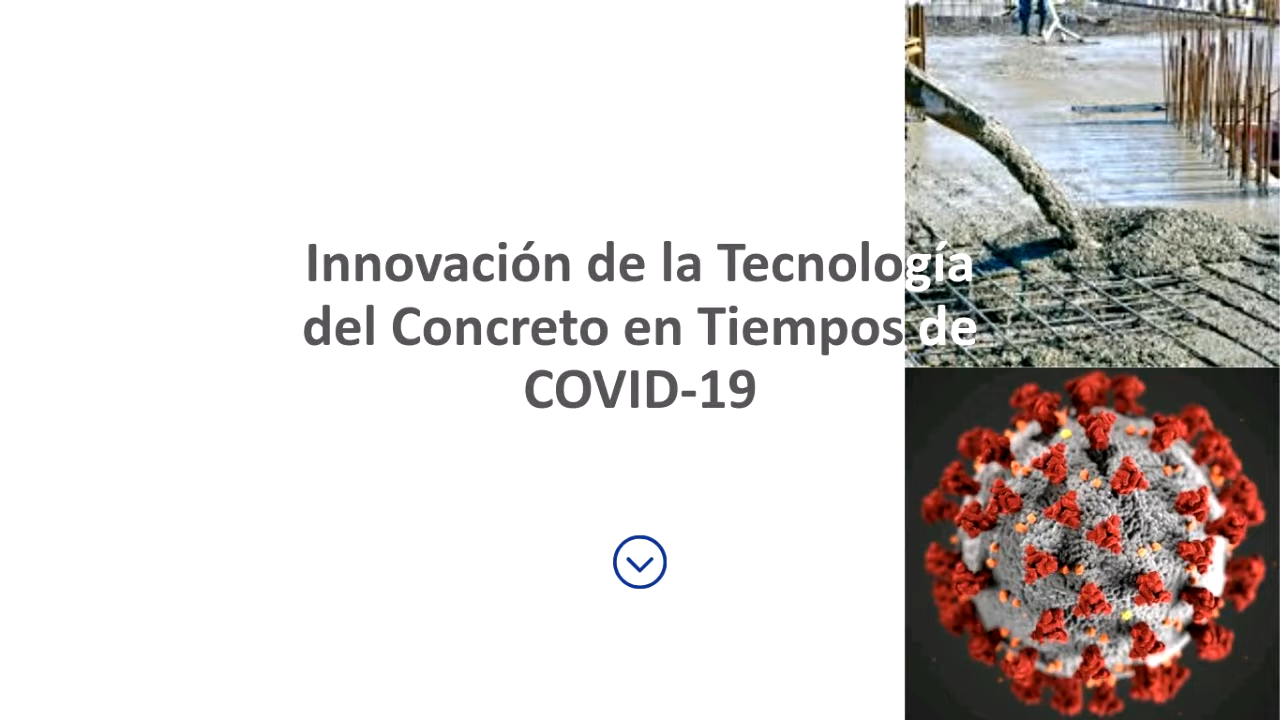 Innovación de la Tecnología
del Concreto en Tiempos de
COVID-19